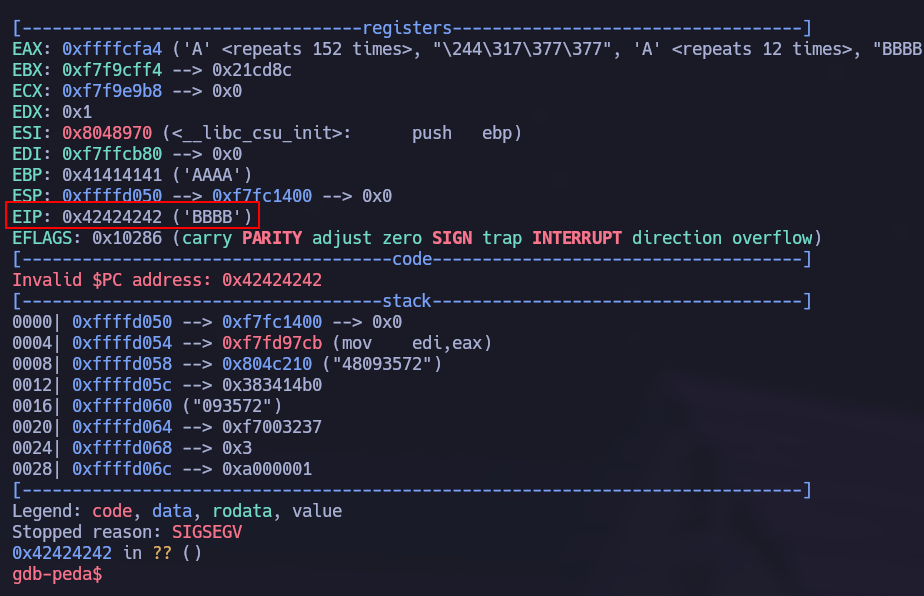 [----------------------------------registers-----------------------------------]
EAX: 0xffffcfa4 ('A' <repeats 152 times>, "\244\317\377\377", 'A' <repeats 12 times>, "BBBB
EBX: 0xf7f9cff4 --> 0x21cd8c
ECX: 0xf7f9e9b8 --> 0x0
EDX: 0x1
ESI: 0x8048970 (<__libc_csu_init>:      push   ebp)
EDI: 0xf7ffcb80 --> 0x0
EBP: 0x41414141 ('AAAA')
ESP: 0xffffd050 --> 0xf7fc1400 --> 0x0
EIP: 0x42424242 ('BBBB')
EFLAGS: 0x10286 (carry PARITY adjust zero SIGN trap INTERRUPT direction overflow)
[-------------------------------------code-------------------------------------]
Invalid $PC address: 0x42424242
[------------------------------------stack-------------------------------------]
0000| 0xffffd050 --> 0xf7fc1400 --> 0x0
0004| 0xffffd054 --> 0xf7fd97cb (mov    edi,eax)
0008| 0xffffd058 --> 0x804c210 ("48093572")
0012| 0xffffd05c --> 0x383414b0
0016| 0xffffd060 ("093572")
0020| 0xffffd064 --> 0xf7003237
0024| 0xffffd068 --> 0x3
0028| 0xffffd06c --> 0xa000001
[------------------------------------------------------------------------------]
Legend: code, data, rodata, value
Stopped reason: SIGSEGV
0x42424242 in ?? ()
gdb-peda$